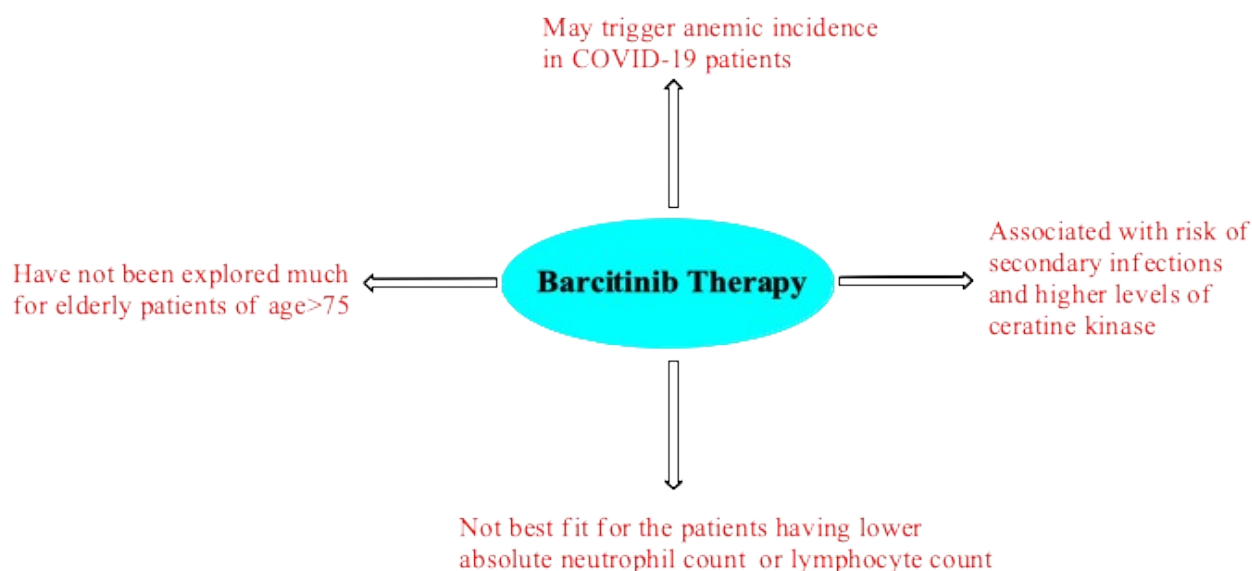 May trigger anemic incidence
in COVID-19 patients
Associated with risk of
secondary infections
and higher levels of
ceratine kinase
Barcitinib Therapy
Have not been explored much
for elderly patients of age>75
Not best fit for the patients having lower
absolute neutrophil count or lymphocyte count